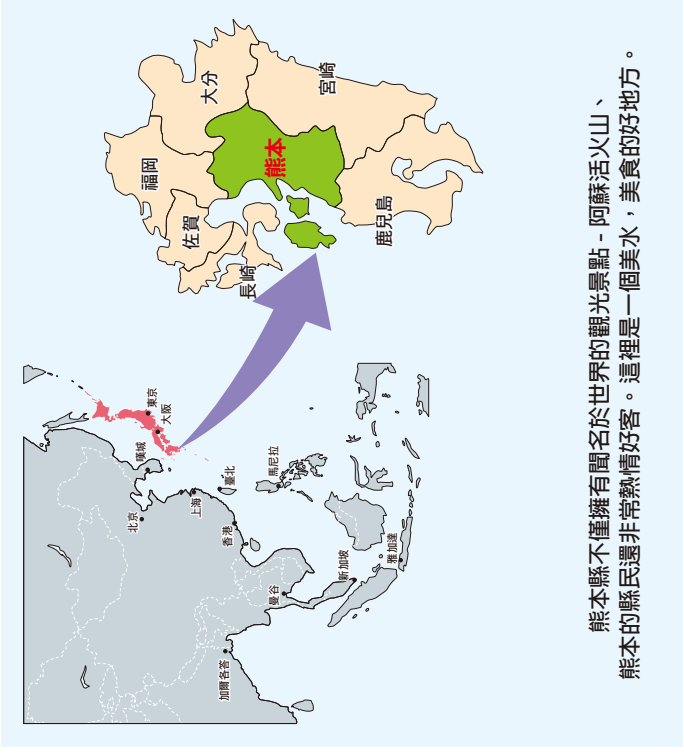 福岡
大分
佐賀
長崎
熊本
宮崎
鹿兒島
東京
大阪
漢城
北京
上海
臺北
香港
馬尼拉
曼谷
新加坡
雅加達
加爾各答
熊本縣不僅擁有聞名於世界的觀光景點-阿蘇活火山、
熊本的縣民還非常熱情好客。這裡是一個美水，美食的好地方。